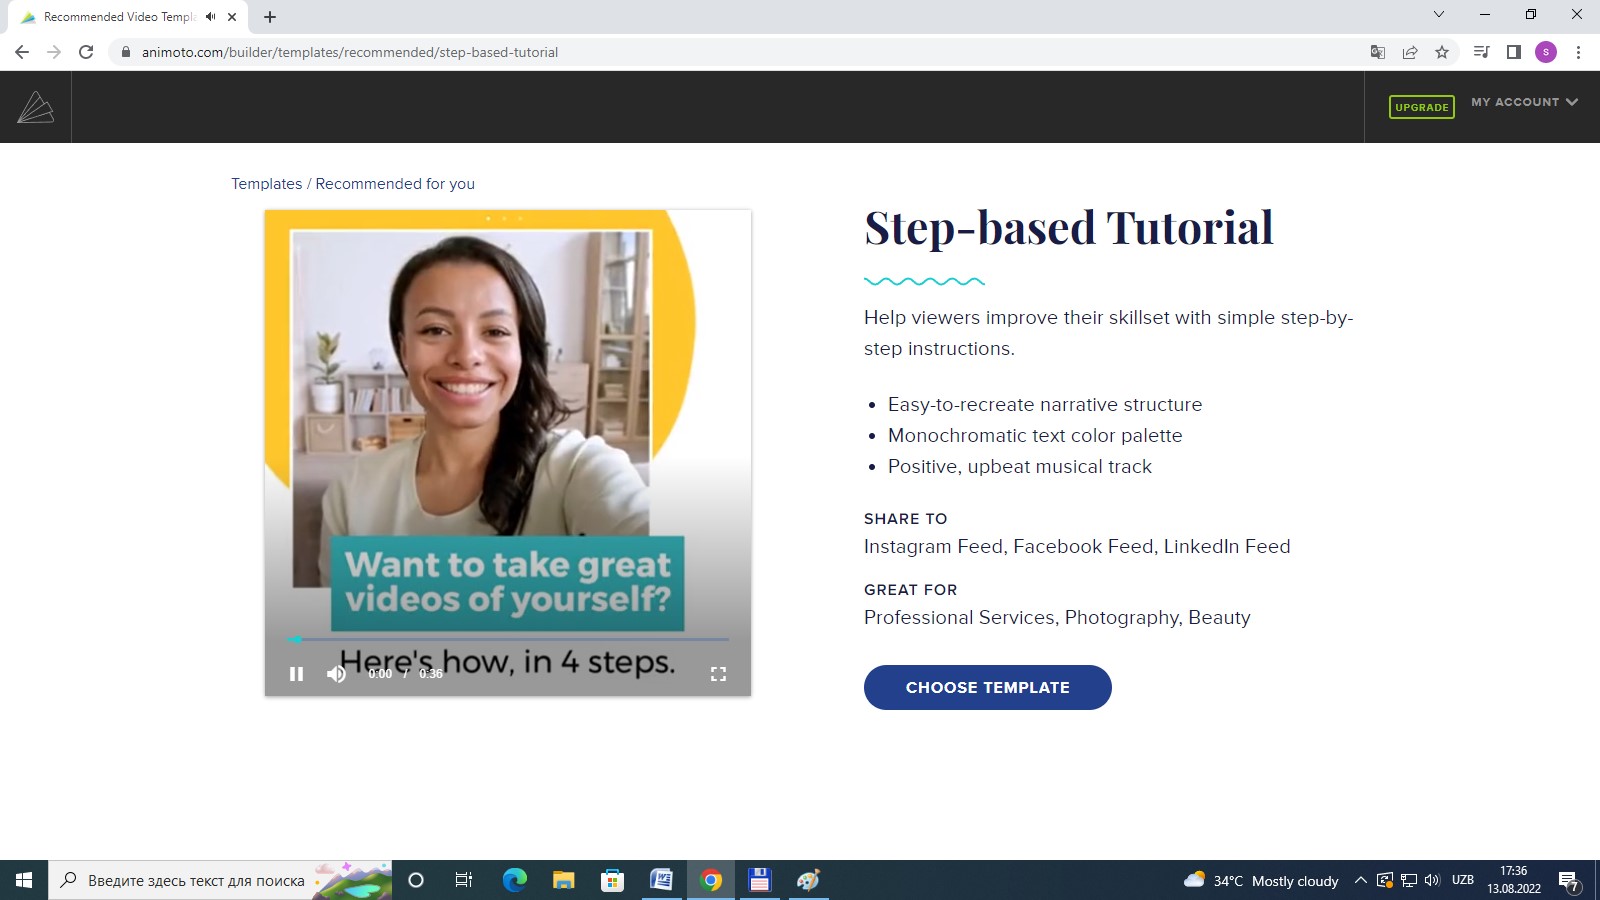 Recommended Video Templa
animoto.com/builder/templates/recommended/step-based-tutorial
S
UPGRADE
MY ACCOUNT
Templates / Recommended for you
Want to take great
videos of yourself?
Here's how, in 4 steps.
0:00 / 0:36
Step-based Tutorial
Help viewers improve their skillset with simple step-by-
step instructions.
• Easy-to-recreate narrative structure
• Monochromatic text color palette
• Positive, upbeat musical track
SHARE TO
Instagram Feed, Facebook Feed, LinkedIn Feed
GREAT FOR
Professional Services, Photography, Beauty
CHOOSE TEMPLATE
Введите здесь текст для поиска
34°C Mostly cloudy
UZB
17:36
13.08.2022
7